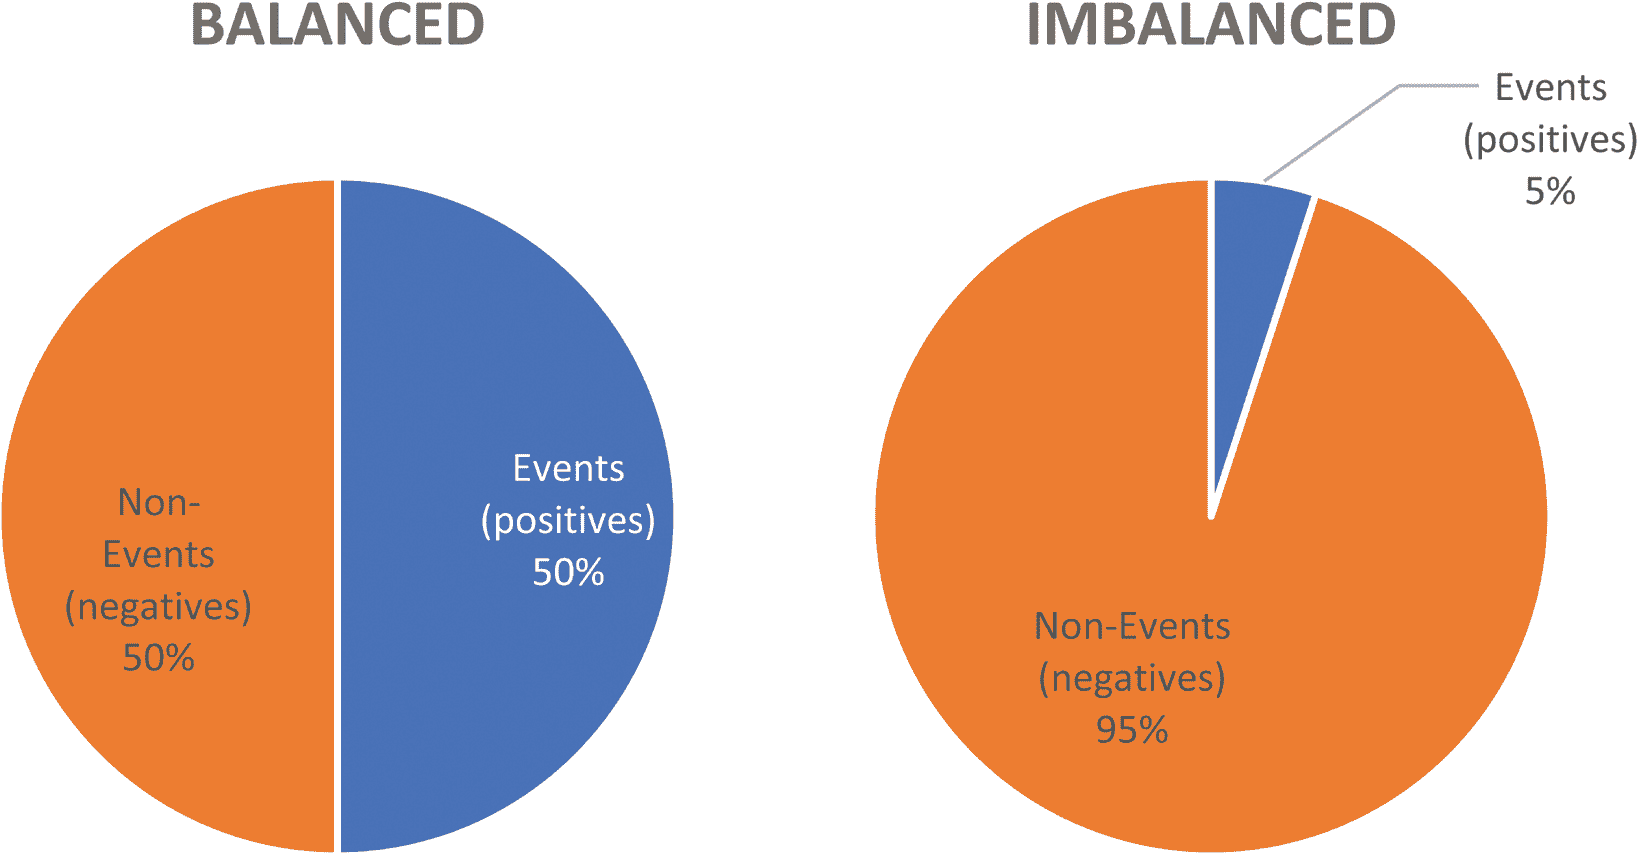 BALANCED
Non-
Events
(negatives)
50%
Events
(positives)
50%
IMBALANCED
Events
(positives)
5%
Non-Events
(negatives)
95%